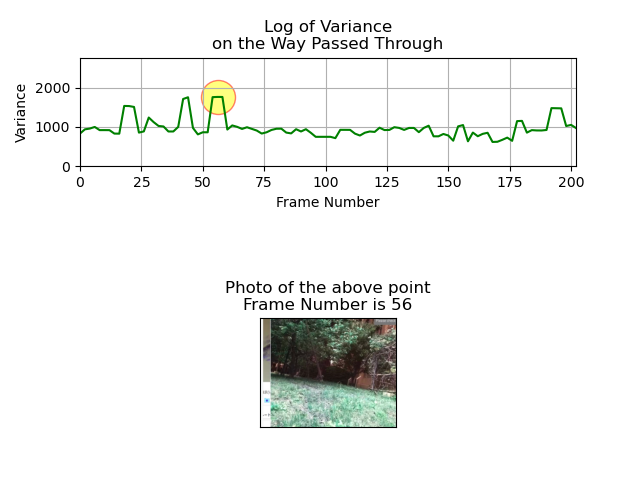 Log of Variance
on the Way Passed Through
Variance
2000
1000
0
0 25 50 75 100 125 150 175 200
Frame Number
Photo of the above point
Frame Number is 56